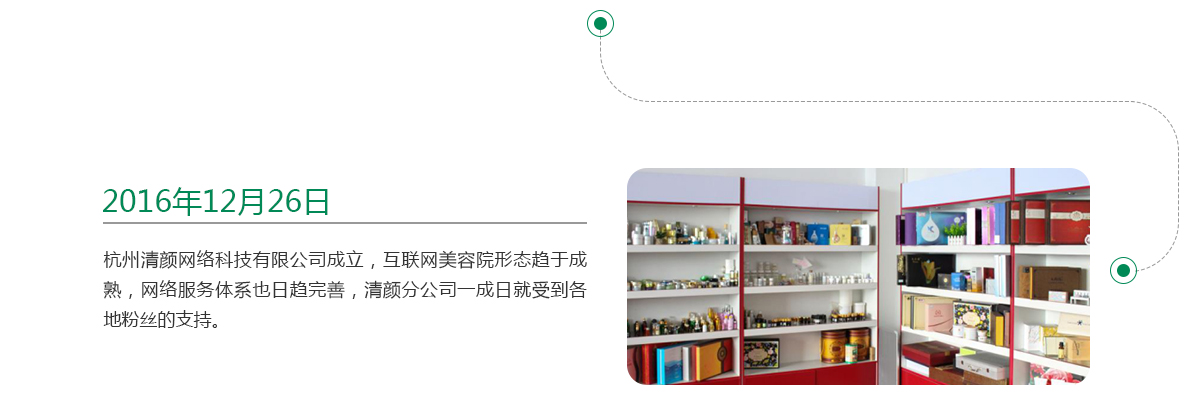 2016年12月26日
杭州清颜网络科技有限公司成立，互联网美容院形态趋于成
熟，网络服务体系也日趋完善，清颜分公司一成日就受到各
地粉丝的支持。